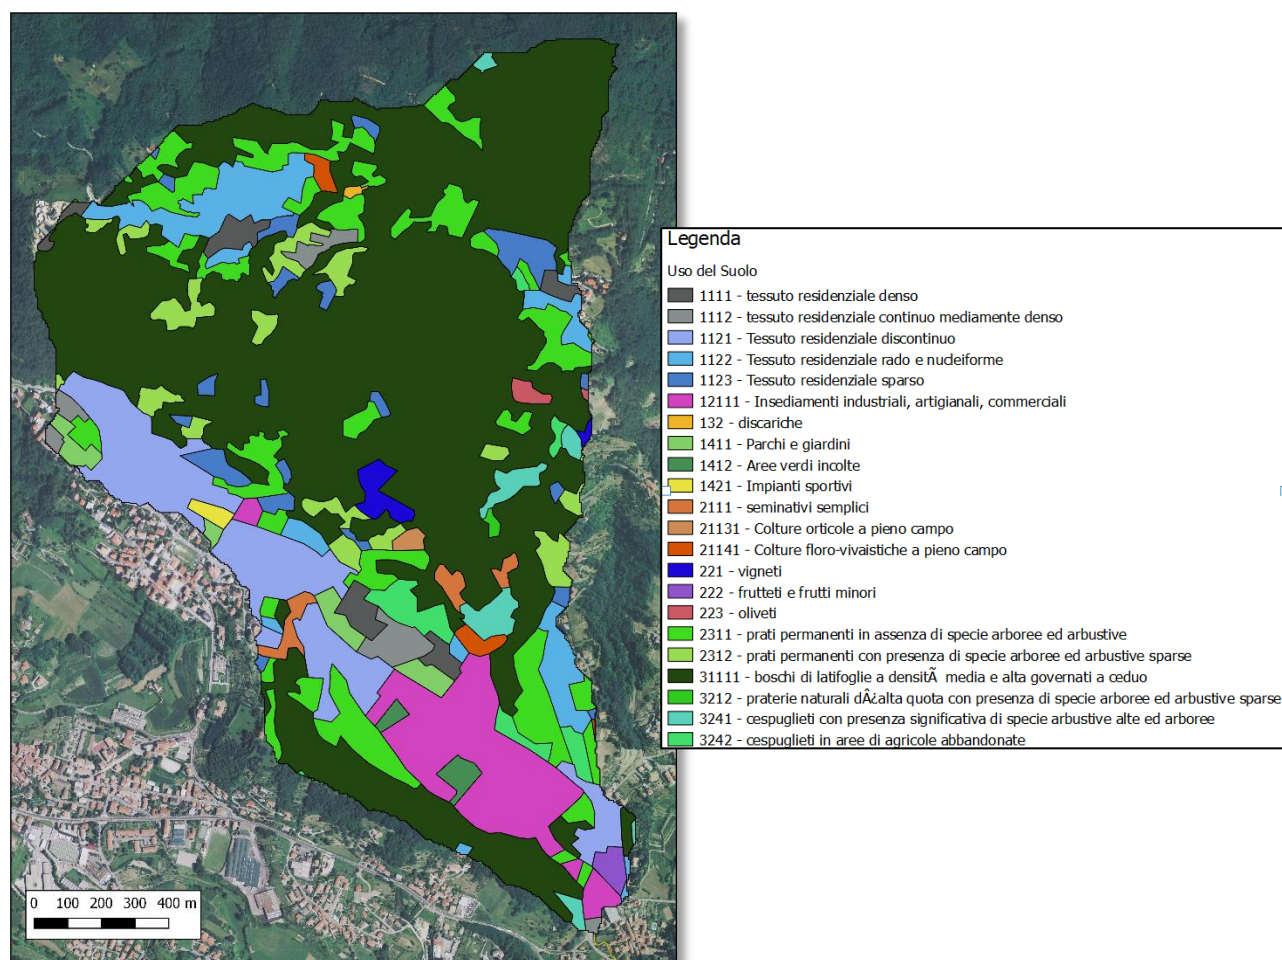 Legenda
Uso del Suolo
1111 - tessuto residenziale denso
1112 - tessuto residenziale continuo mediamente denso
1121 - Tessuto residenziale discontinuo
1122 - Tessuto residenziale rado e nucleiforme
1123 - Tessuto residenziale sparso
12111 - Insediamenti industriali, artigianali, commerciali
132 - discariche
1411 - Parchi e giardini
1412 - Aree verdi incolte
1421 - Impianti sportivi
2111 - seminativi semplici
21131 - Colture orticole a pieno campo
21141 - Colture floro-vivaistiche a pieno campo
221 - vigneti
222 - frutteti e frutti minori
223 - oliveti
2311 - prati permanenti in assenza di specie arboree ed arbustive
2312 - prati permanenti con presenza di specie arboree ed arbustive sparse
31111 - boschi di latifoglie a densitÃ  media e alta governati a ceduo
3212 - praterie naturali dÂ¿alta quota con presenza di specie arboree ed arbustive sparse
3241 - cespuglieti con presenza significativa di specie arbustive alte ed arboree
3242 - cespuglieti in aree di agricole abbandonate
0 100 200 300 400 m